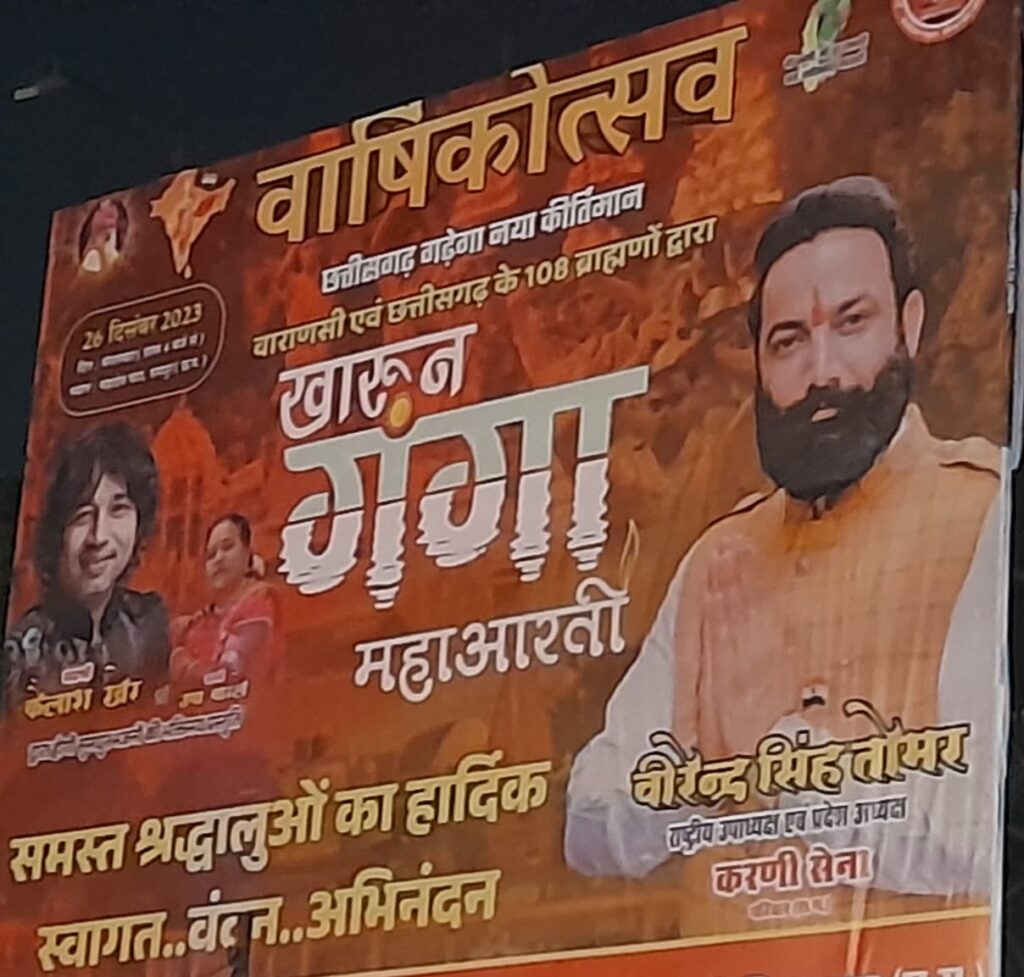 वार्षिकोत्सव
छत्तीसगढ़ गढ़ेगा नया कीर्तिमान
वाराणसी एवं छत्तीसगढ़ के 108 ब्राह्मणों द्वारा
26 दिसंबर 2023
खारून
गंगा
महाआरती
कैलाश खेर
समस्त श्रद्धालुओं का हार्दिक
स्वागत..वंदन..अभिनंदन
वीरेन्द्र सिंह तोमर
राष्ट्रीय उपाध्यक्ष एवं प्रदेश अध्यक्ष
करणी सेना